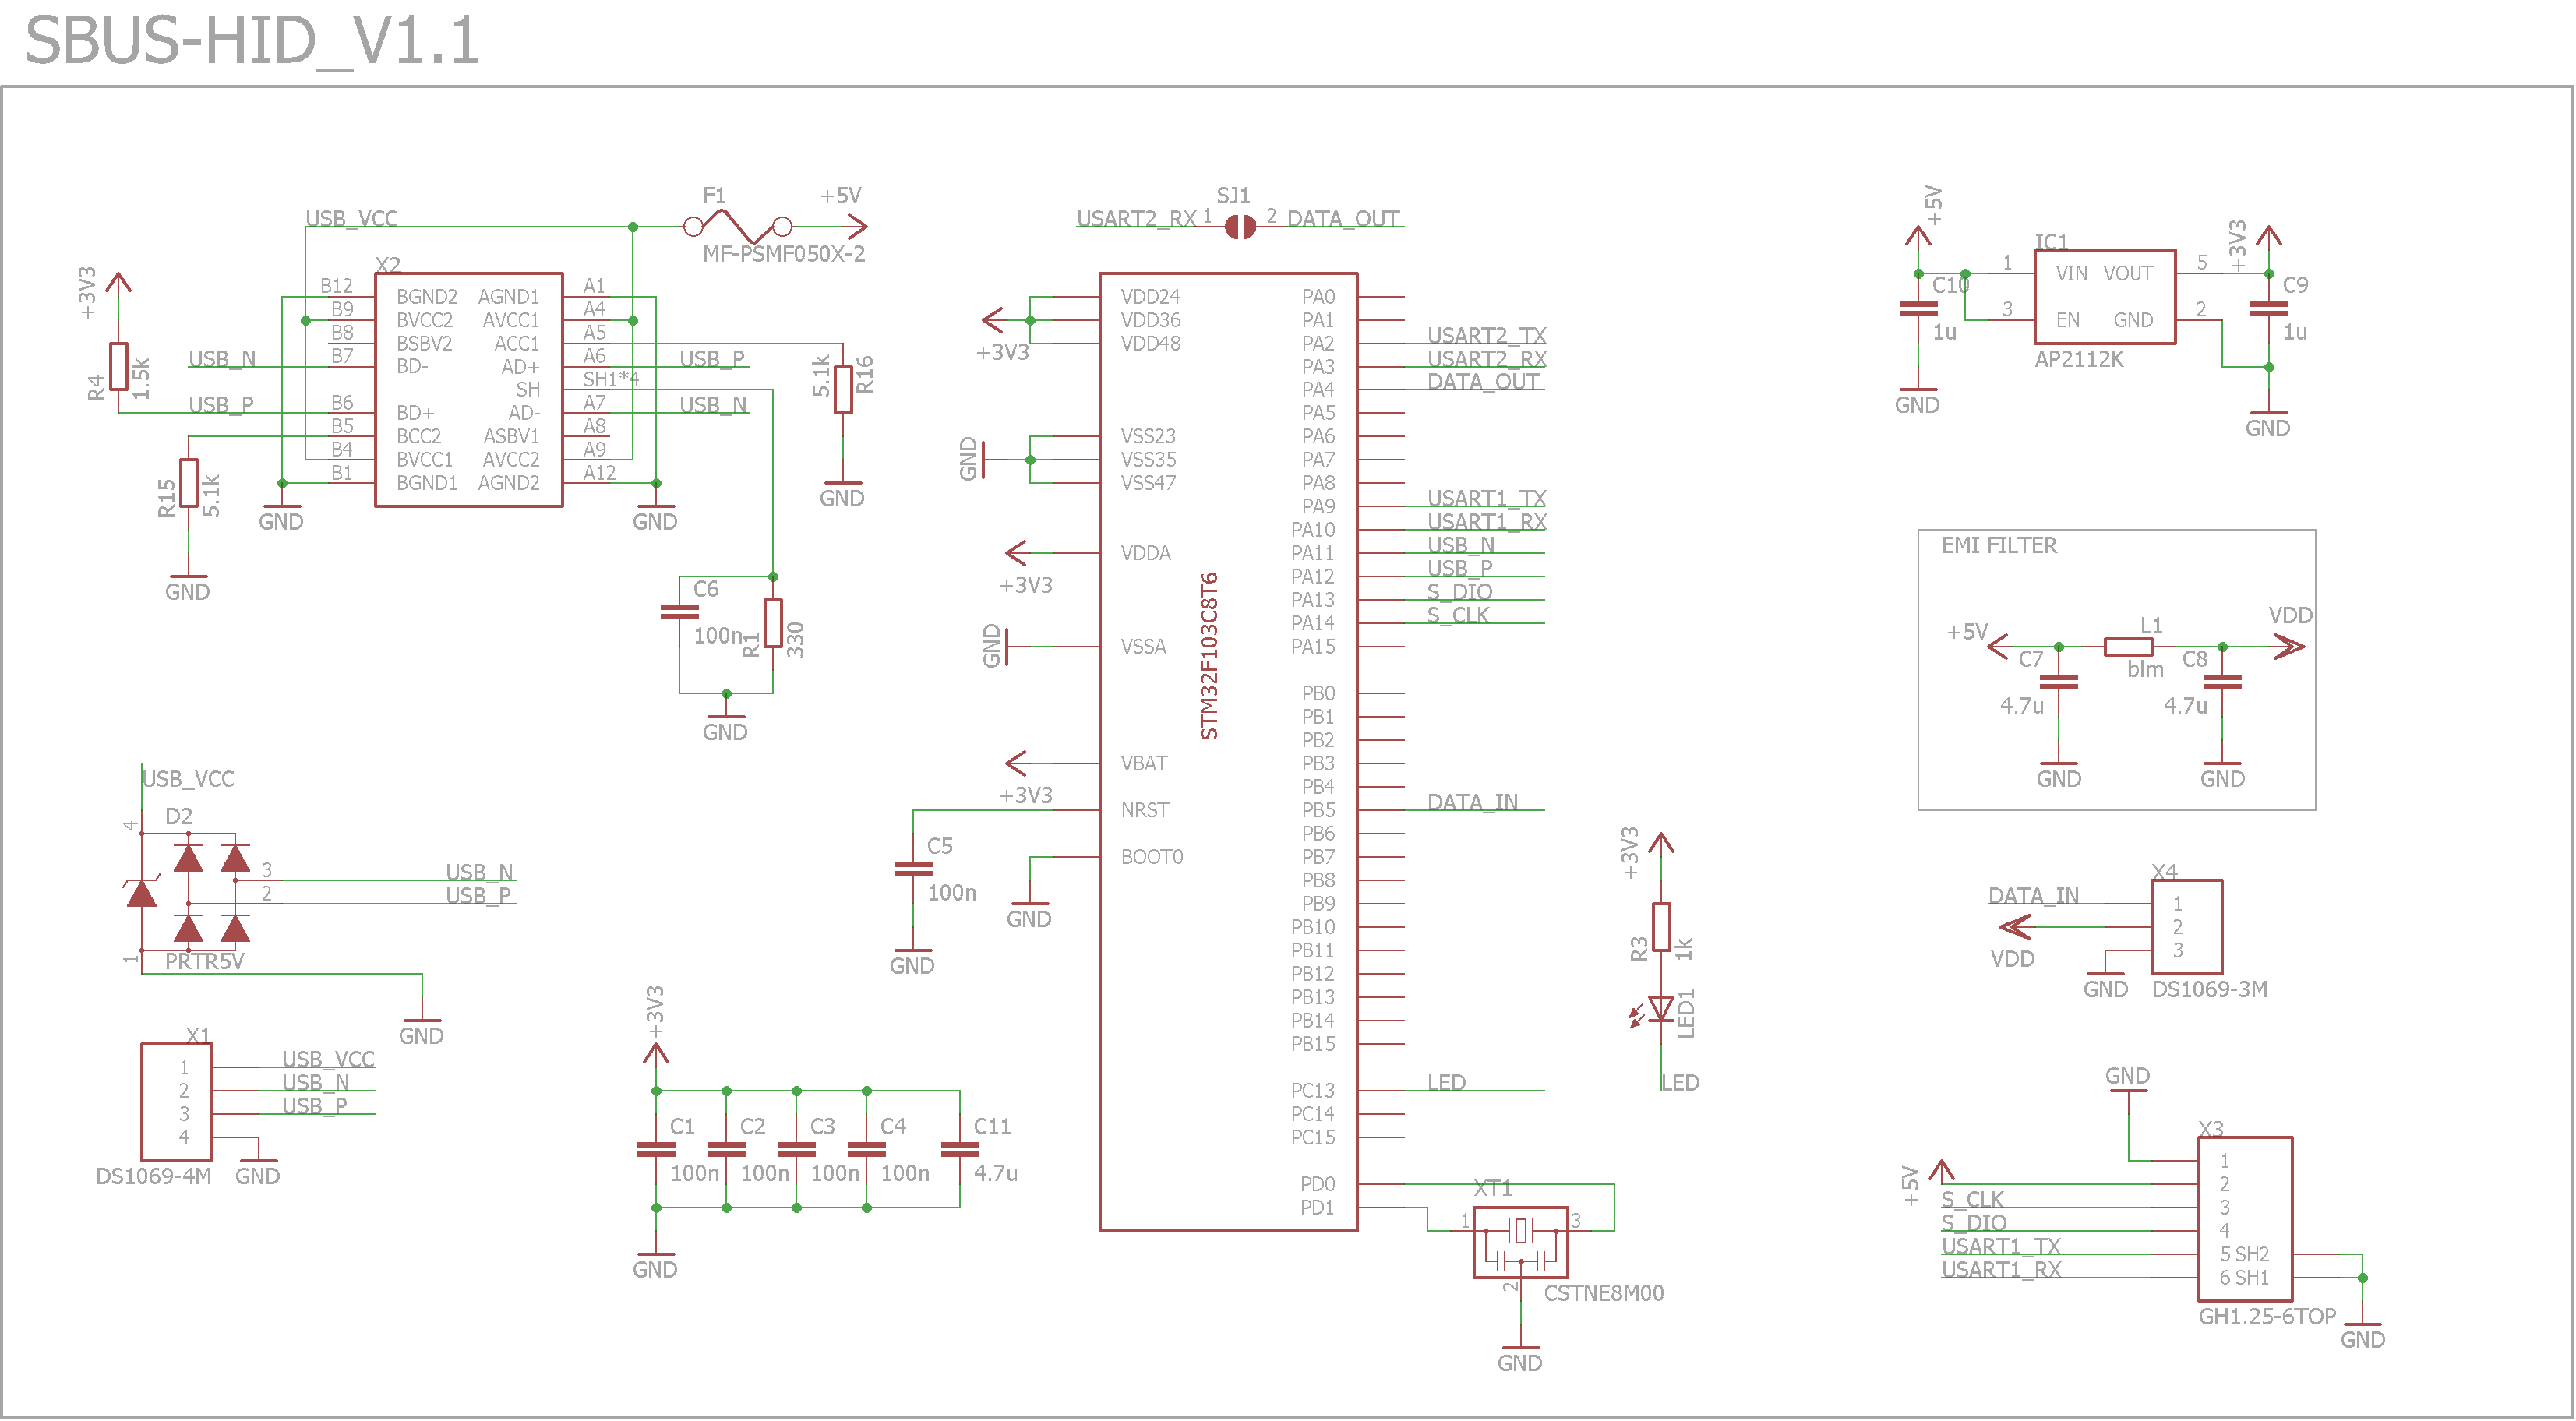 SBUS-HID_V1.1
USB_VCC
F1
+5V
MF-PSMF050X-2
X2
+3V3
R4
1.5k
USB_N
USB_P
R15
5.1k
GND
B12 BGND2 AGND1 A1
B9 BVCC2 AVCC1 A4
B8 BSBV2 ACC1 A5
B7 BD- AD+ A6
SH SH1*4
B6 BD+ AD- A7
B5 BCC2 ASBV1 A8
B4 BVCC1 AVCC2 A9
B1 BGND1 AGND2 A12
GND
GND
USB_P
USB_N
5.1k
R16
GND
C6
100n
R1
330
GND
USB_VCC
4
D2
3 USB_N
2 USB_P
1
PRTR5V
GND
X1
1 USB_VCC
2 USB_N
3 USB_P
4
DS1069-4M
GND
+3V3
C1 C2 C3 C4 C11
100n 100n 100n 100n 4.7u
GND
SJ1
USART2_RX 1 2 DATA_OUT
STM32F103C8T6
+3V3
VDD24
VDD36
VDD48
GND
VSS23
VSS35
VSS47
VDDA
+3V3
GND
VSSA
VBAT
+3V3
NRST
C5
100n
GND
BOOT0
GND
PA0
PA1
PA2 USART2_TX
PA3 USART2_RX
PA4 DATA_OUT
PA5
PA6
PA7
PA8
PA9 USART1_TX
PA10 USART1_RX
PA11 USB_N
PA12 USB_P
PA13 S_DIO
PA14 S_CLK
PA15
PB0
PB1
PB2
PB3
PB4
PB5 DATA_IN
PB6
PB7
PB8
PB9
PB10
PB11
PB12
PB13
PB14
PB15
PC13 LED
PC14
PC15
PD0
PD1
XT1
1 3
2
CSTNE8M00
GND
+3V3
R3
1k
LED1
LED
+5V
C10
1u
GND
IC1
1 VIN VOUT 5
3 EN GND 2
AP2112K
+3V3
C9
1u
GND
EMI FILTER
+5V
C7
4.7u
GND
L1
blm
C8
4.7u
GND
VDD
X4
DATA_IN 1
2
3
VDD
GND
DS1069-3M
GND
X3
1
+5V
2
S_CLK 3
S_DIO 4
USART1_TX 5 SH2
USART1_RX 6 SH1
GH1.25-6TOP
GND